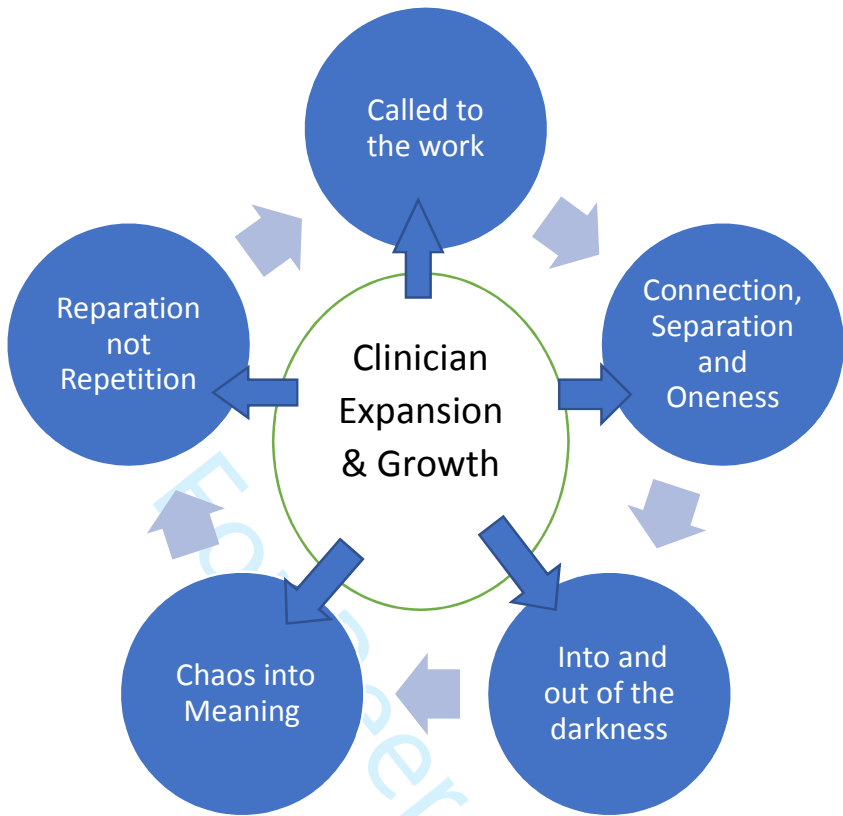 Called to
the work
Connection,
Separation
and
Oneness
Into and
out of the
darkness
Chaos into
Meaning
Reparation
not
Repetition
Clinician
Expansion
& Growth